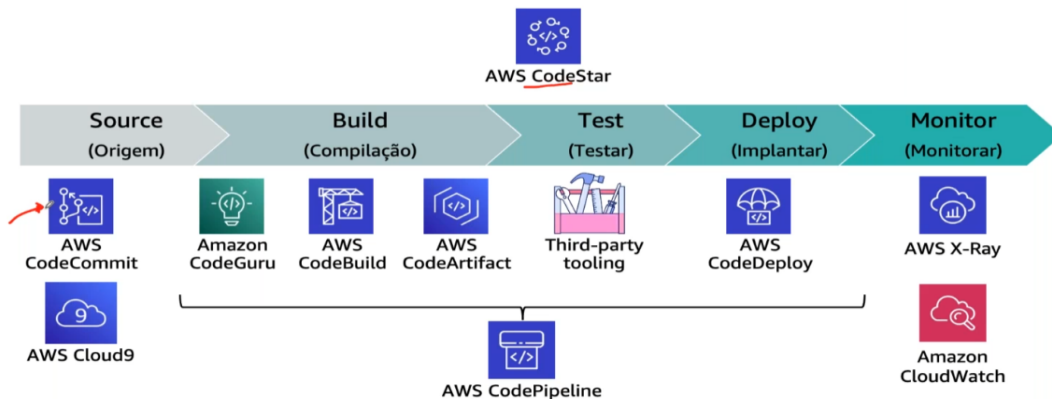 AWS CodeStar
Source
(Origem)
Build
(Compilação)
Test
(Testar)
Deploy
(Implantar)
Monitor
(Monitorar)
AWS
CodeCommit
Amazon
CodeGuru
AWS
CodeBuild
AWS
CodeArtifact
Third-party
tooling
AWS
CodeDeploy
AWS X-Ray
9
AWS Cloud9
AWS CodePipeline
Amazon
CloudWatch